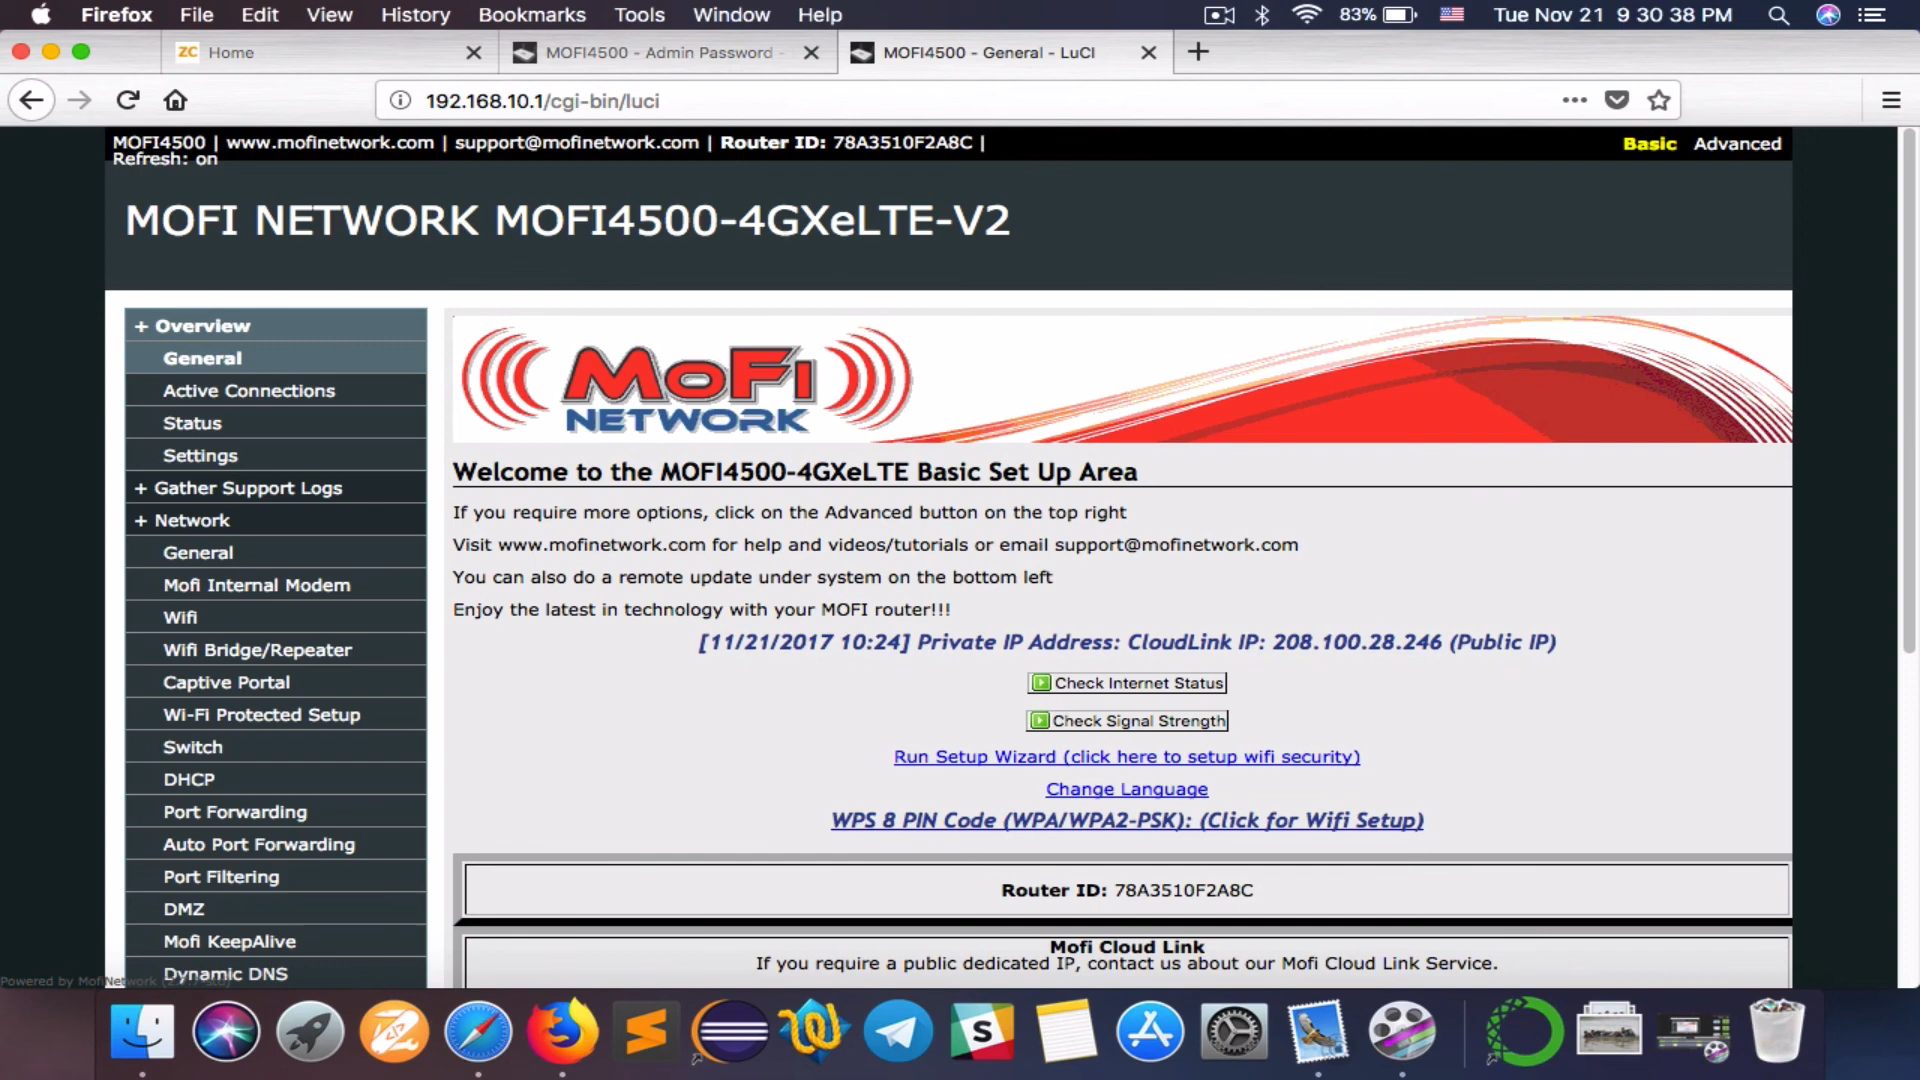 Firefox File Edit View History Bookmarks Tools Window Help 83% Tue Nov 21 9 30 38 PM
ZC Home
MOFI4500 - Admin Password -
MOFI4500 - General - LuCI
192.168.10.1/cgi-bin/luci
MOFI4500 | www.mofinetwork.com | support@mofinetwork.com | Router ID: 78A3510F2A8C |
Basic Advanced
Refresh: on
MOFI NETWORK MOFI4500-4GXeLTE-V2
+ Overview
General
Active Connections
Status
Settings
+ Gather Support Logs
+ Network
General
Mofi Internal Modem
Wifi
Wifi Bridge/Repeater
Captive Portal
Wi-Fi Protected Setup
Switch
DHCP
Port Forwarding
Auto Port Forwarding
Port Filtering
DMZ
Mofi KeepAlive
Dynamic DNS
Powered by MofiNetwork
MoFi
NETWORK
Welcome to the MOFI4500-4GXeLTE Basic Set Up Area
If you require more options, click on the Advanced button on the top right
Visit www.mofinetwork.com for help and videos/tutorials or email support@mofinetwork.com
You can also do a remote update under system on the bottom left
Enjoy the latest in technology with your MOFI router!!!
[11/21/2017 10:24] Private IP Address: CloudLink IP: 208.100.28.246 (Public IP)
Check Internet Status
Check Signal Strength
Run Setup Wizard (click here to setup wifi security)
Change Language
WPS 8 PIN Code (WPA/WPA2-PSK): (Click for Wifi Setup)
Router ID: 78A3510F2A8C
Mofi Cloud Link
If you require a public dedicated IP, contact us about our Mofi Cloud Link Service.